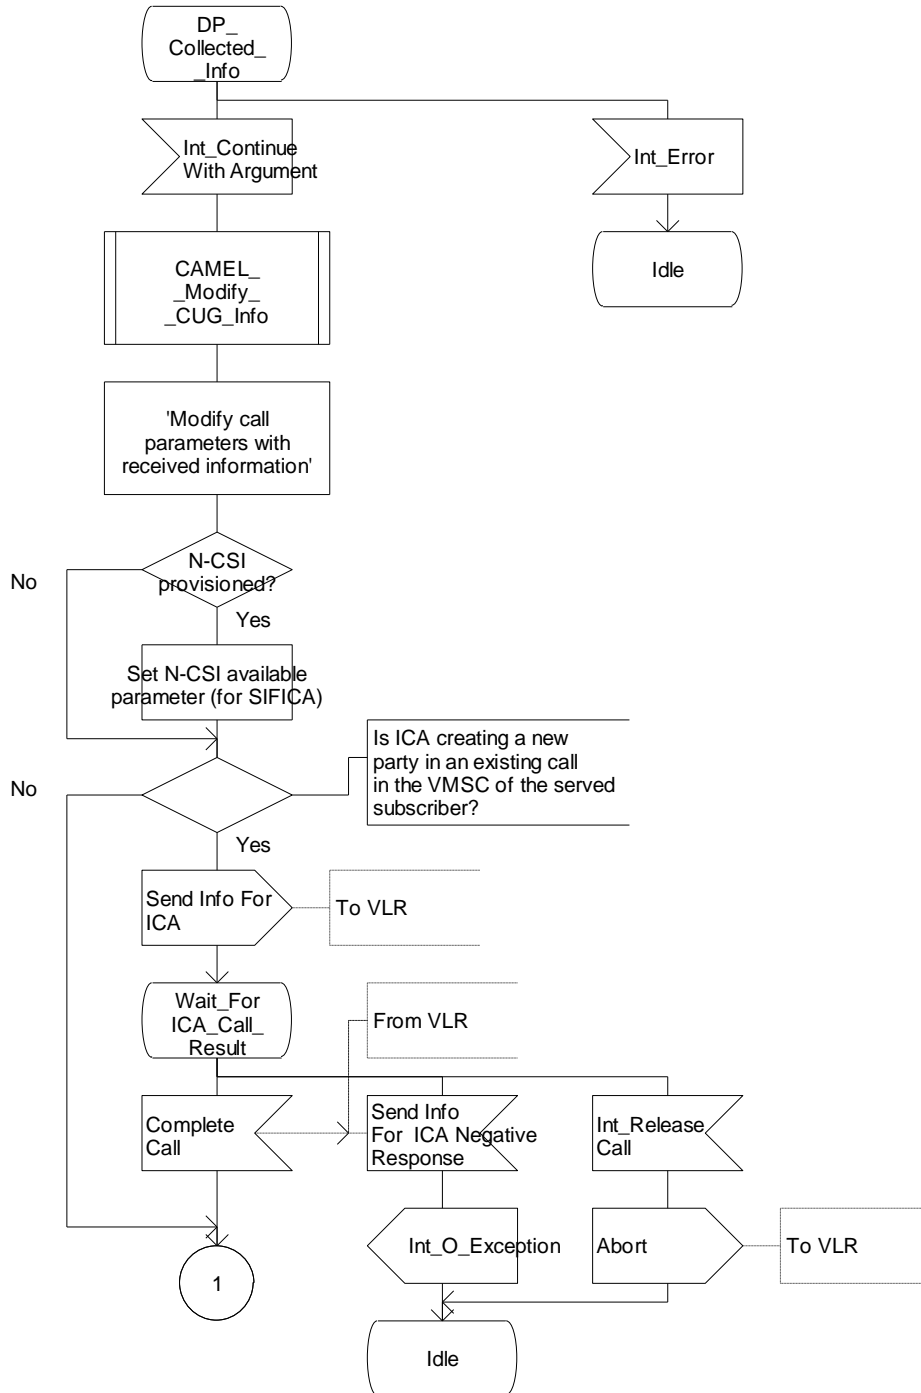 DP_
Collected_
_Info
Int_Continue
With Argument
Int_Error
CAMEL_
_Modify_
_CUG_Info
Idle
'Modify call
parameters with
received information'
N-CSI
provisioned?
No
Yes
Set N-CSI available
parameter (for SIFICA)
Is ICA creating a new
party in an existing call
in the VMSC of the served
subscriber?
No
Yes
Send Info For
ICA
To VLR
Wait_For
ICA_Call_
Result
From VLR
Complete
Call
Send Info
For ICA Negative
Response
Int_Release
Call
Int_O_Exception
Abort
To VLR
1
Idle